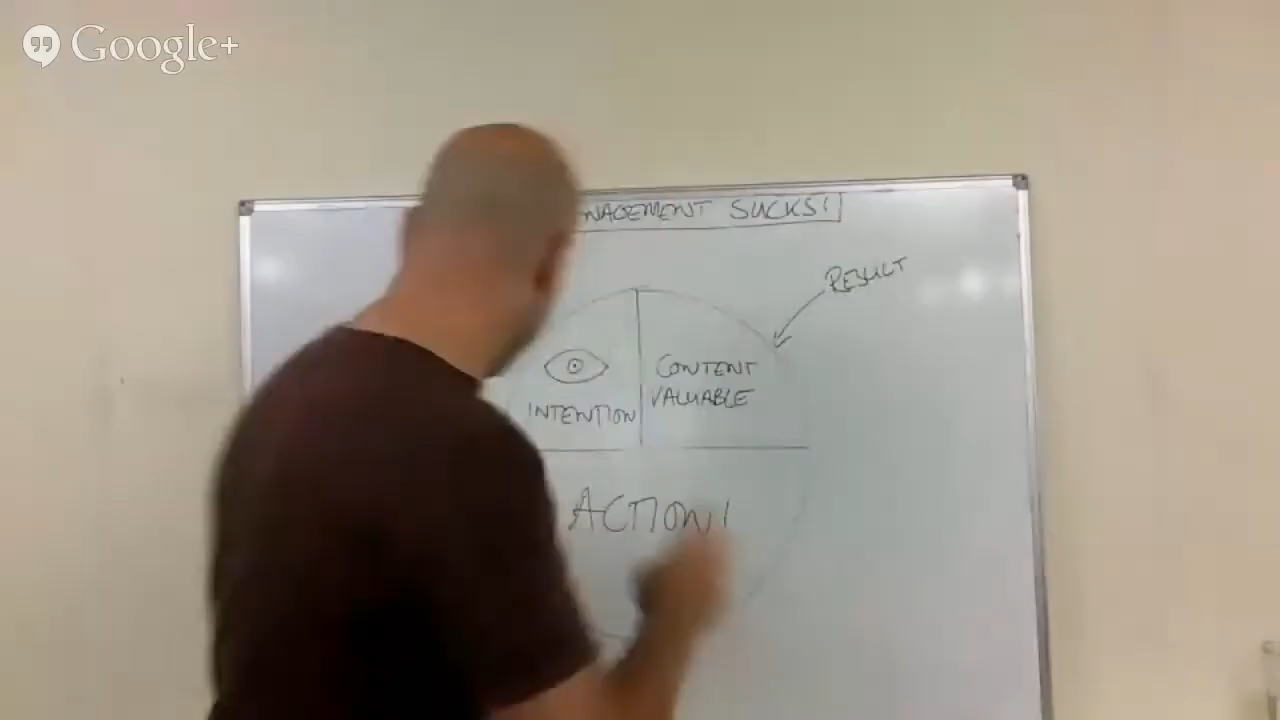 Google+
NAGEMENT SUCKS!
RESULT
CONTENT
VALUABLE
INTENTION
ACTION!